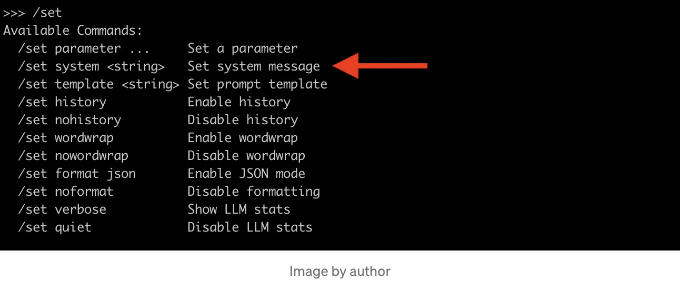 >>> /set
Available Commands:
/set parameter ... Set a parameter
/set system <string> Set system message
/set template <string> Set prompt template
/set history Enable history
/set nohistory Disable history
/set wordwrap Enable wordwrap
/set nowordwrap Disable wordwrap
/set format json Enable JSON mode
/set noformat Disable formatting
/set verbose Show LLM stats
/set quiet Disable LLM stats
Image by author